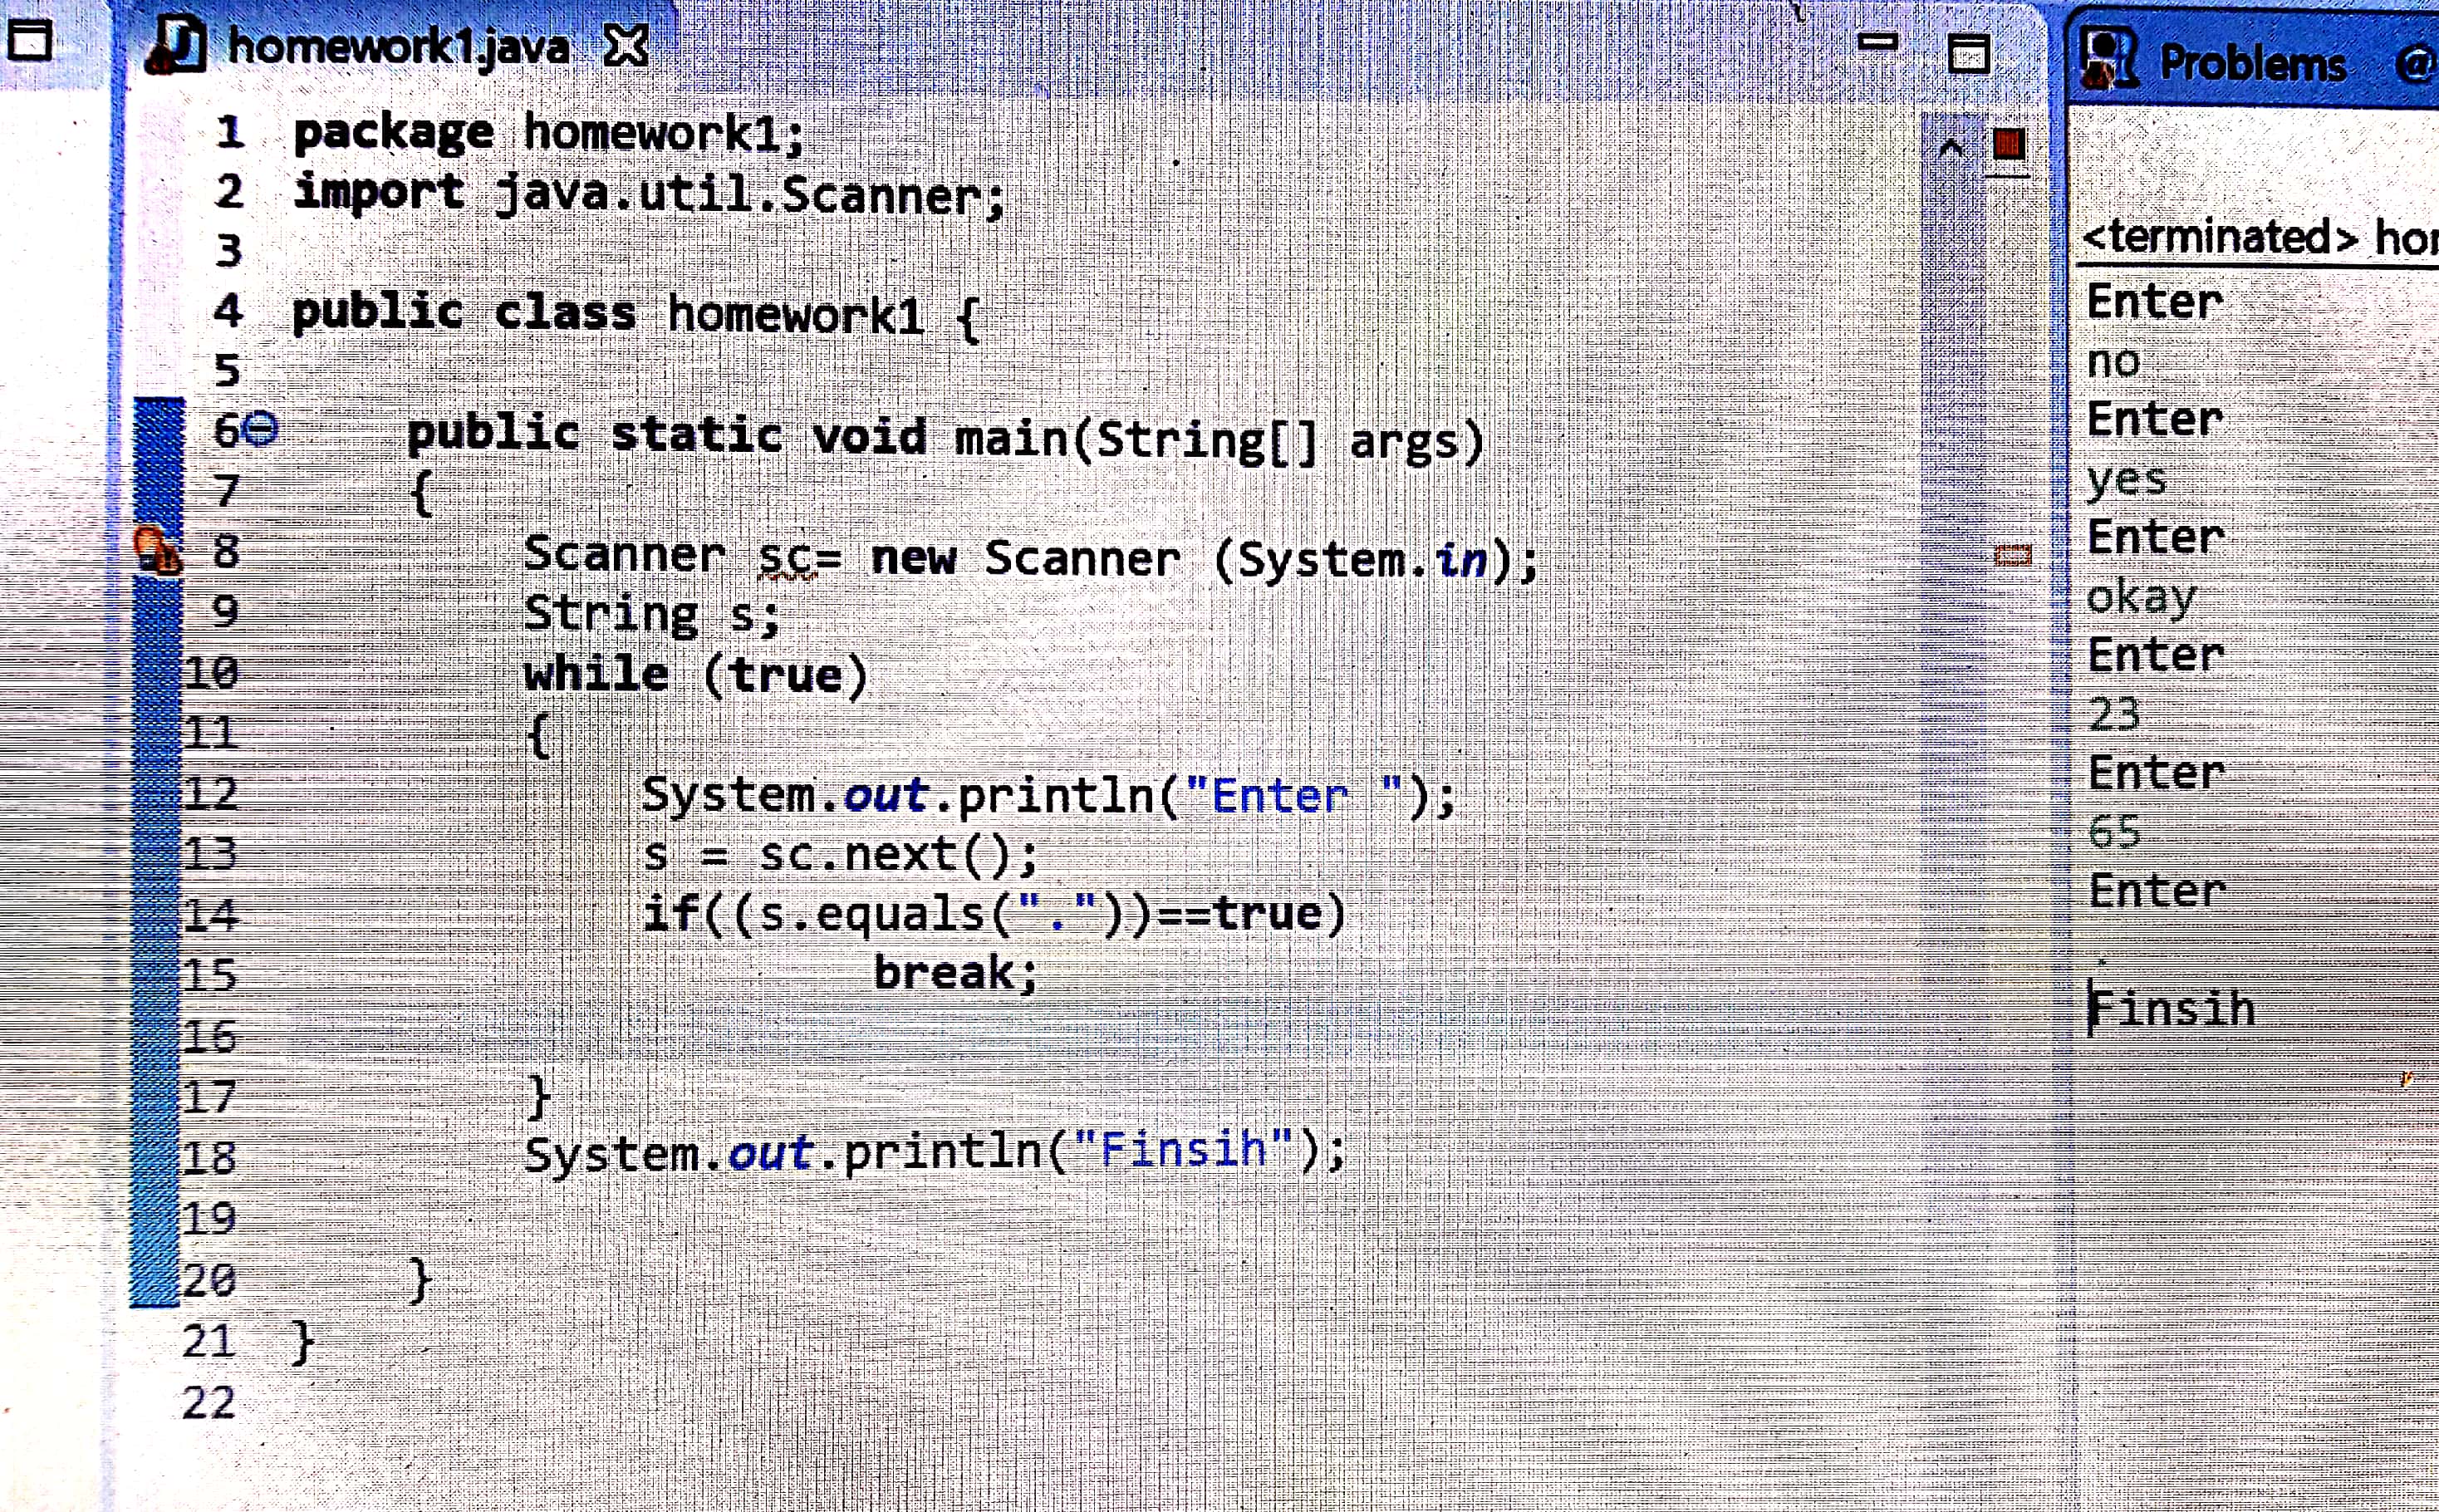 homework1.java
1 package homework1;
2 import java.util.Scanner;
3
4 public class homework1 {
5
6 public static void main(String[] args)
7 {
8 Scanner sc= new Scanner (System.in);
9 String s;
10 while (true)
11 {
12 System.out.println("Enter ");
13 s = sc.next();
14 if((s.equals("."))==true)
15 break;
16
17 }
18 System.out.println("Finsih");
19
20 }
21 }
22
Problems @
<terminated>
Enter
no
Enter
yes
Enter
okay
Enter
23
Enter
65
Enter
.
Finsih